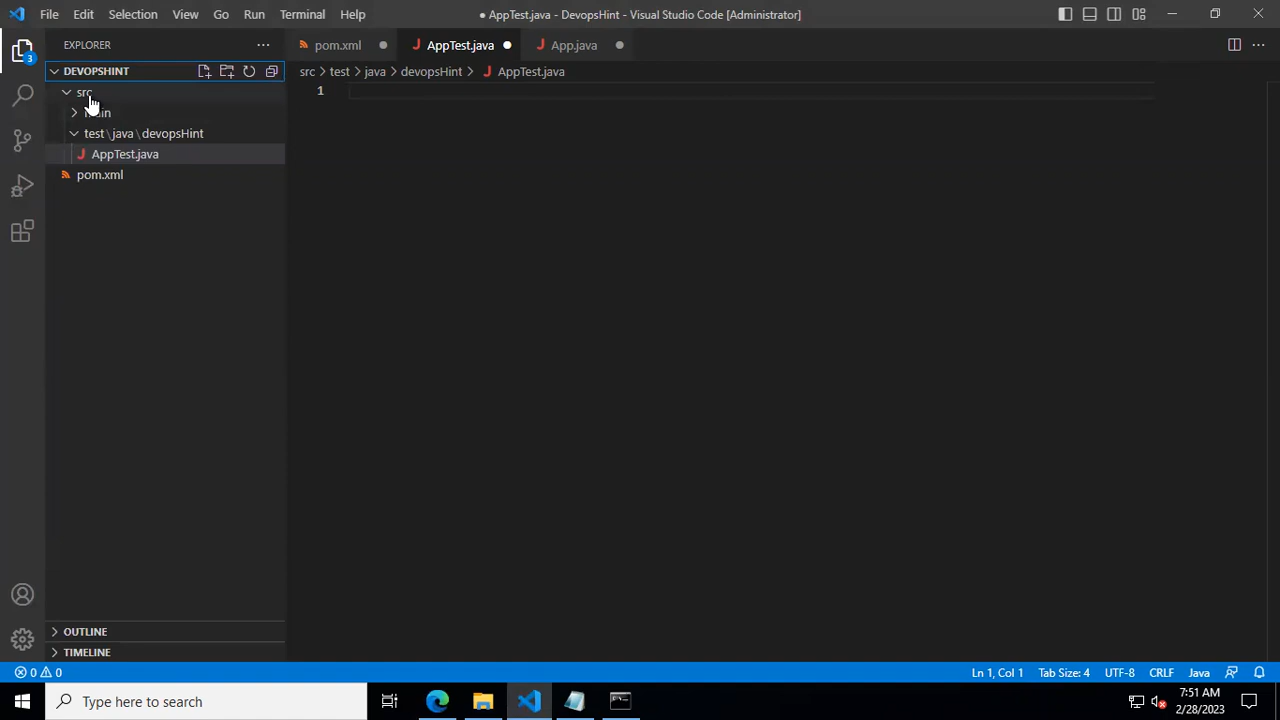 File Edit Selection View Go Run Terminal Help
● AppTest.java - DevopsHint - Visual Studio Code [Administrator]
EXPLORER
pom.xml
AppTest.java
App.java
DEVOPSHINT
src > test > java > devopsHint > AppTest.java
src
test\java\devopsHint
AppTest.java
pom.xml
1
3
OUTLINE
TIMELINE
0 0
Ln 1, Col 1 Tab Size: 4 UTF-8 CRLF Java
Type here to search
7:51 AM
2/28/2023